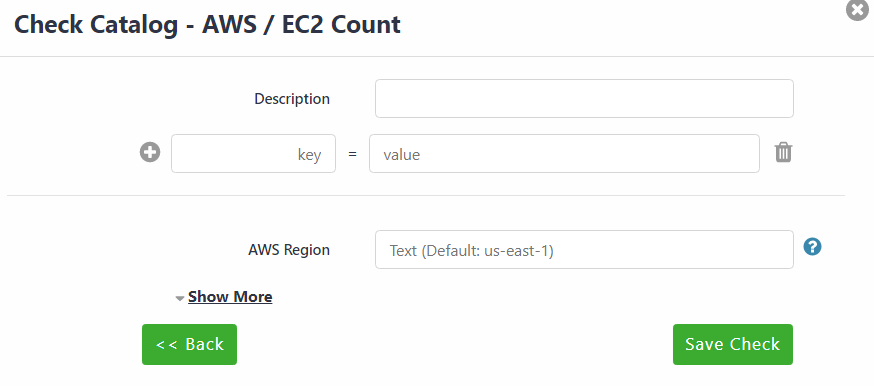 Check Catalog - AWS / EC2 Count
Description
key = value
AWS Region Text (Default: us-east-1) ?
Show More
<< Back Save Check